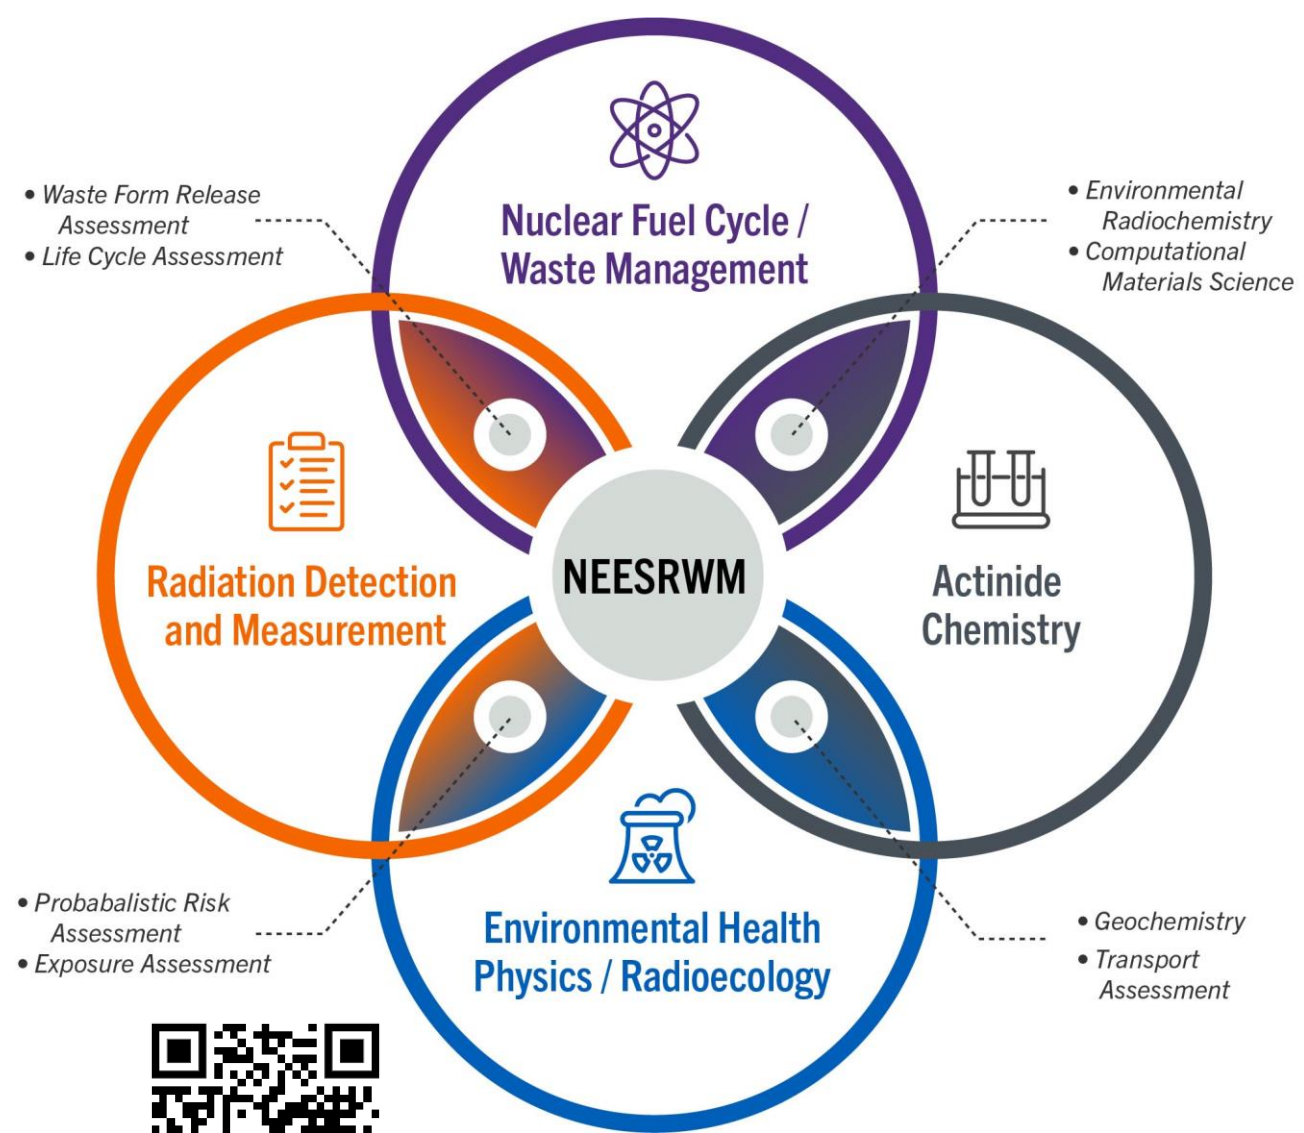 Nuclear Fuel Cycle /
Waste Management
• Waste Form Release
Assessment
• Life Cycle Assessment
• Environmental
Radiochemistry
• Computational
Materials Science
Radiation Detection
and Measurement
NEESRWM
Actinide
Chemistry
• Probabalistic Risk
Assessment
• Exposure Assessment
Environmental Health
Physics / Radioecology
• Geochemistry
• Transport
Assessment